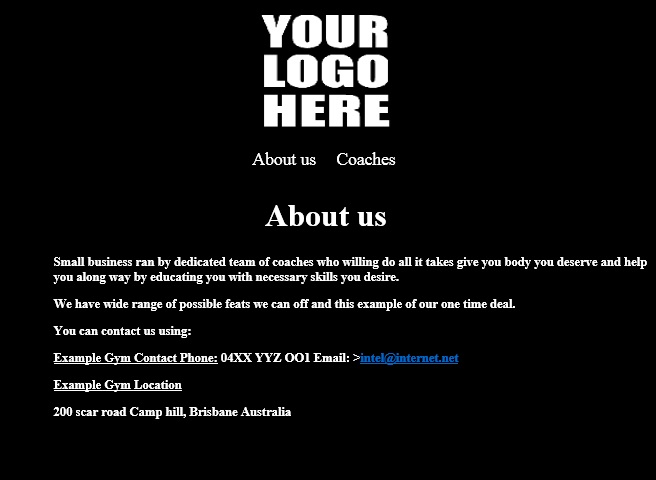 YOUR
LOGO
HERE
About us Coaches
About us
Small business ran by dedicated team of coaches who willing do all it takes give you body you deserve and help
you along way by educating you with necessary skills you desire.
We have wide range of possible feats we can off and this example of our one time deal.
You can contact us using:
Example Gym Contact Phone: 04XX YYZ OO1 Email: >intel@internet.net
Example Gym Location
200 scar road Camp hill, Brisbane Australia